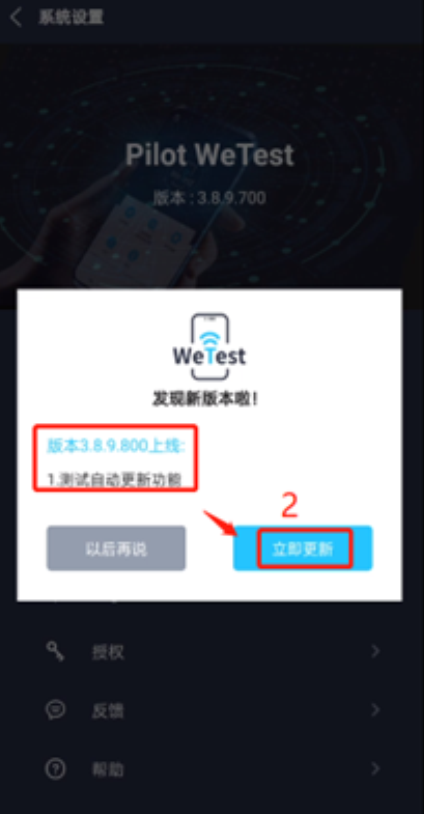 系统设置
Pilot WeTest
版本 : 3.8.9.700
WeTest
发现新版本啦!
版本3.8.9.800上线:
1.测试自动更新功能
2
以后再说
立即更新
授权
反馈
帮助